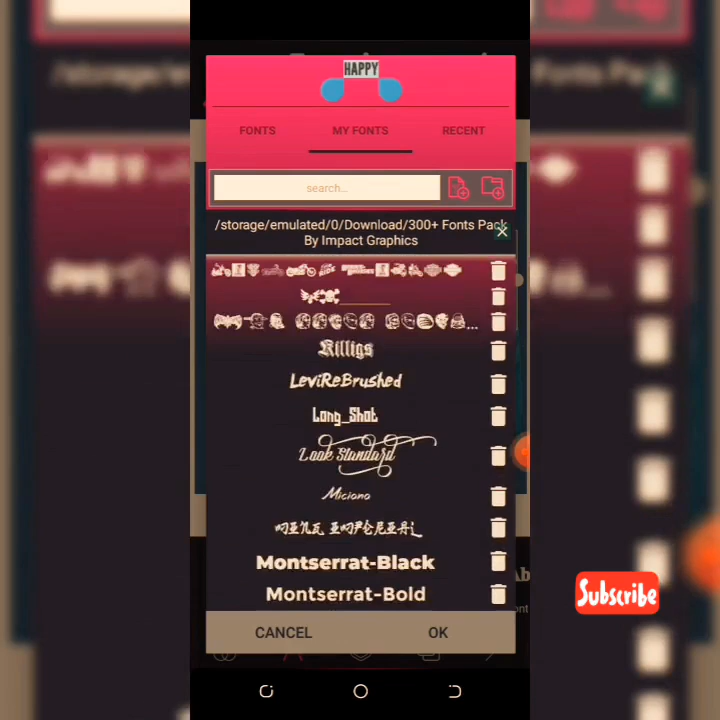 HAPPY
FONTS MY FONTS RECENT
search...
/storage/emulated/0/Download/300+ Fonts Pack
By Impact Graphics
Killigs
LeviReBrushed
Long_Shot
Look Standard
Miciana
Montserrat-Black
Montserrat-Bold
CANCEL OK
Subscribe